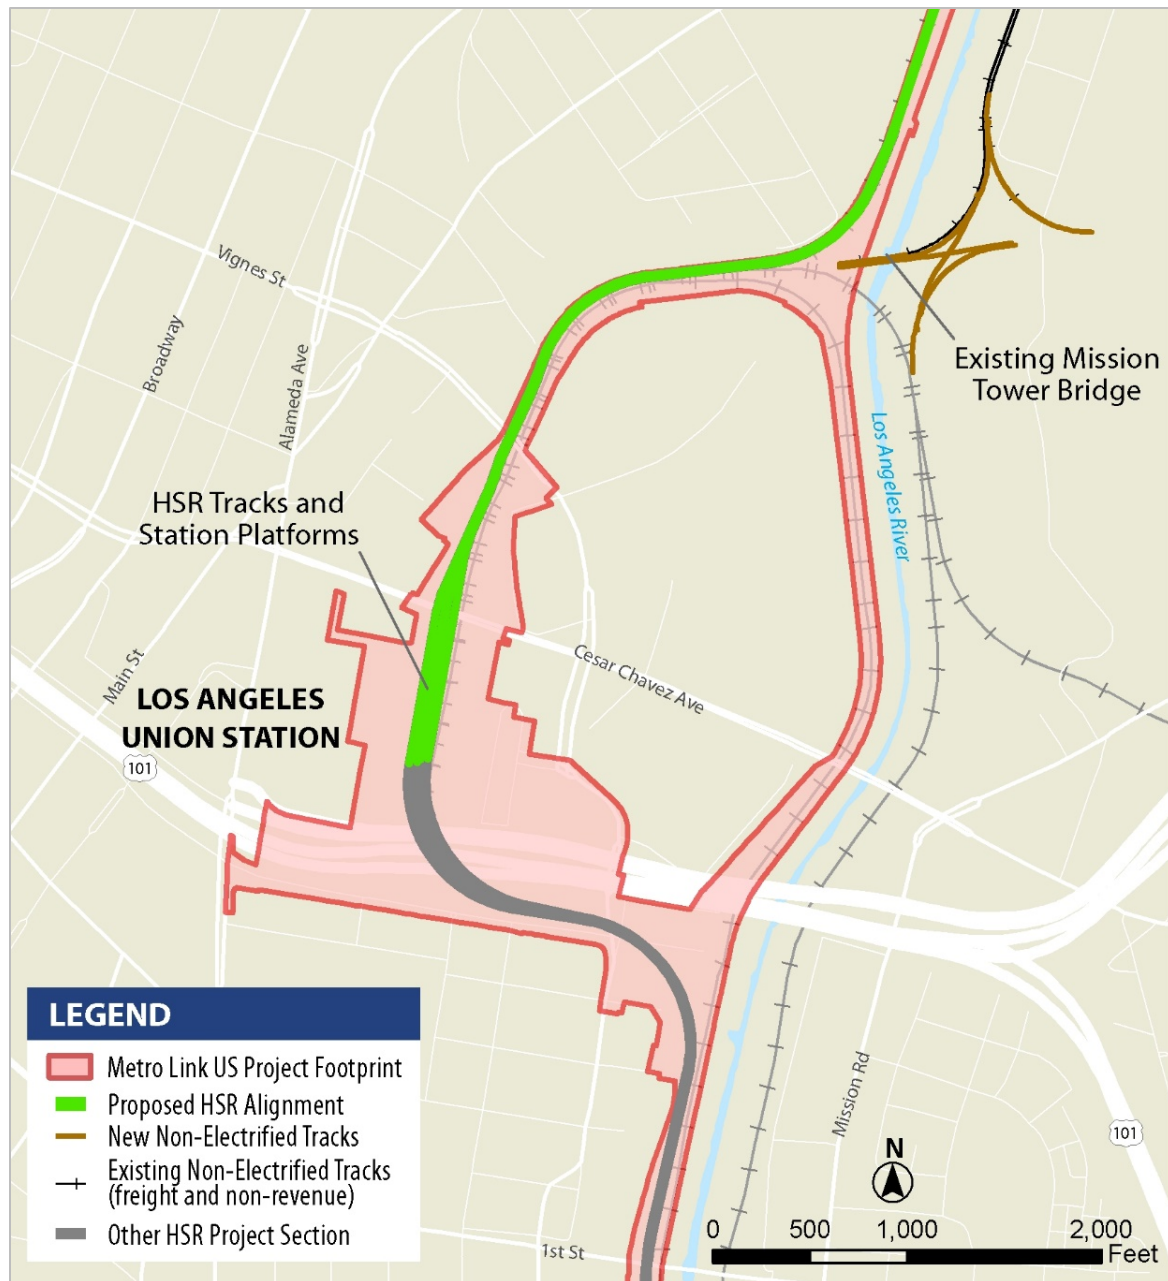 Vignes St
Broadway
Alameda Ave
Existing Mission
Tower Bridge
Los Angeles River
HSR Tracks and
Station Platforms
Cesar Chavez Ave
Main St
LOS ANGELES
UNION STATION
101
LEGEND
Metro Link US Project Footprint
Proposed HSR Alignment
New Non-Electrified Tracks
Existing Non-Electrified Tracks
(freight and non-revenue)
Other HSR Project Section
Mission Rd
101
N
0 500 1,000 2,000
Feet
1st St